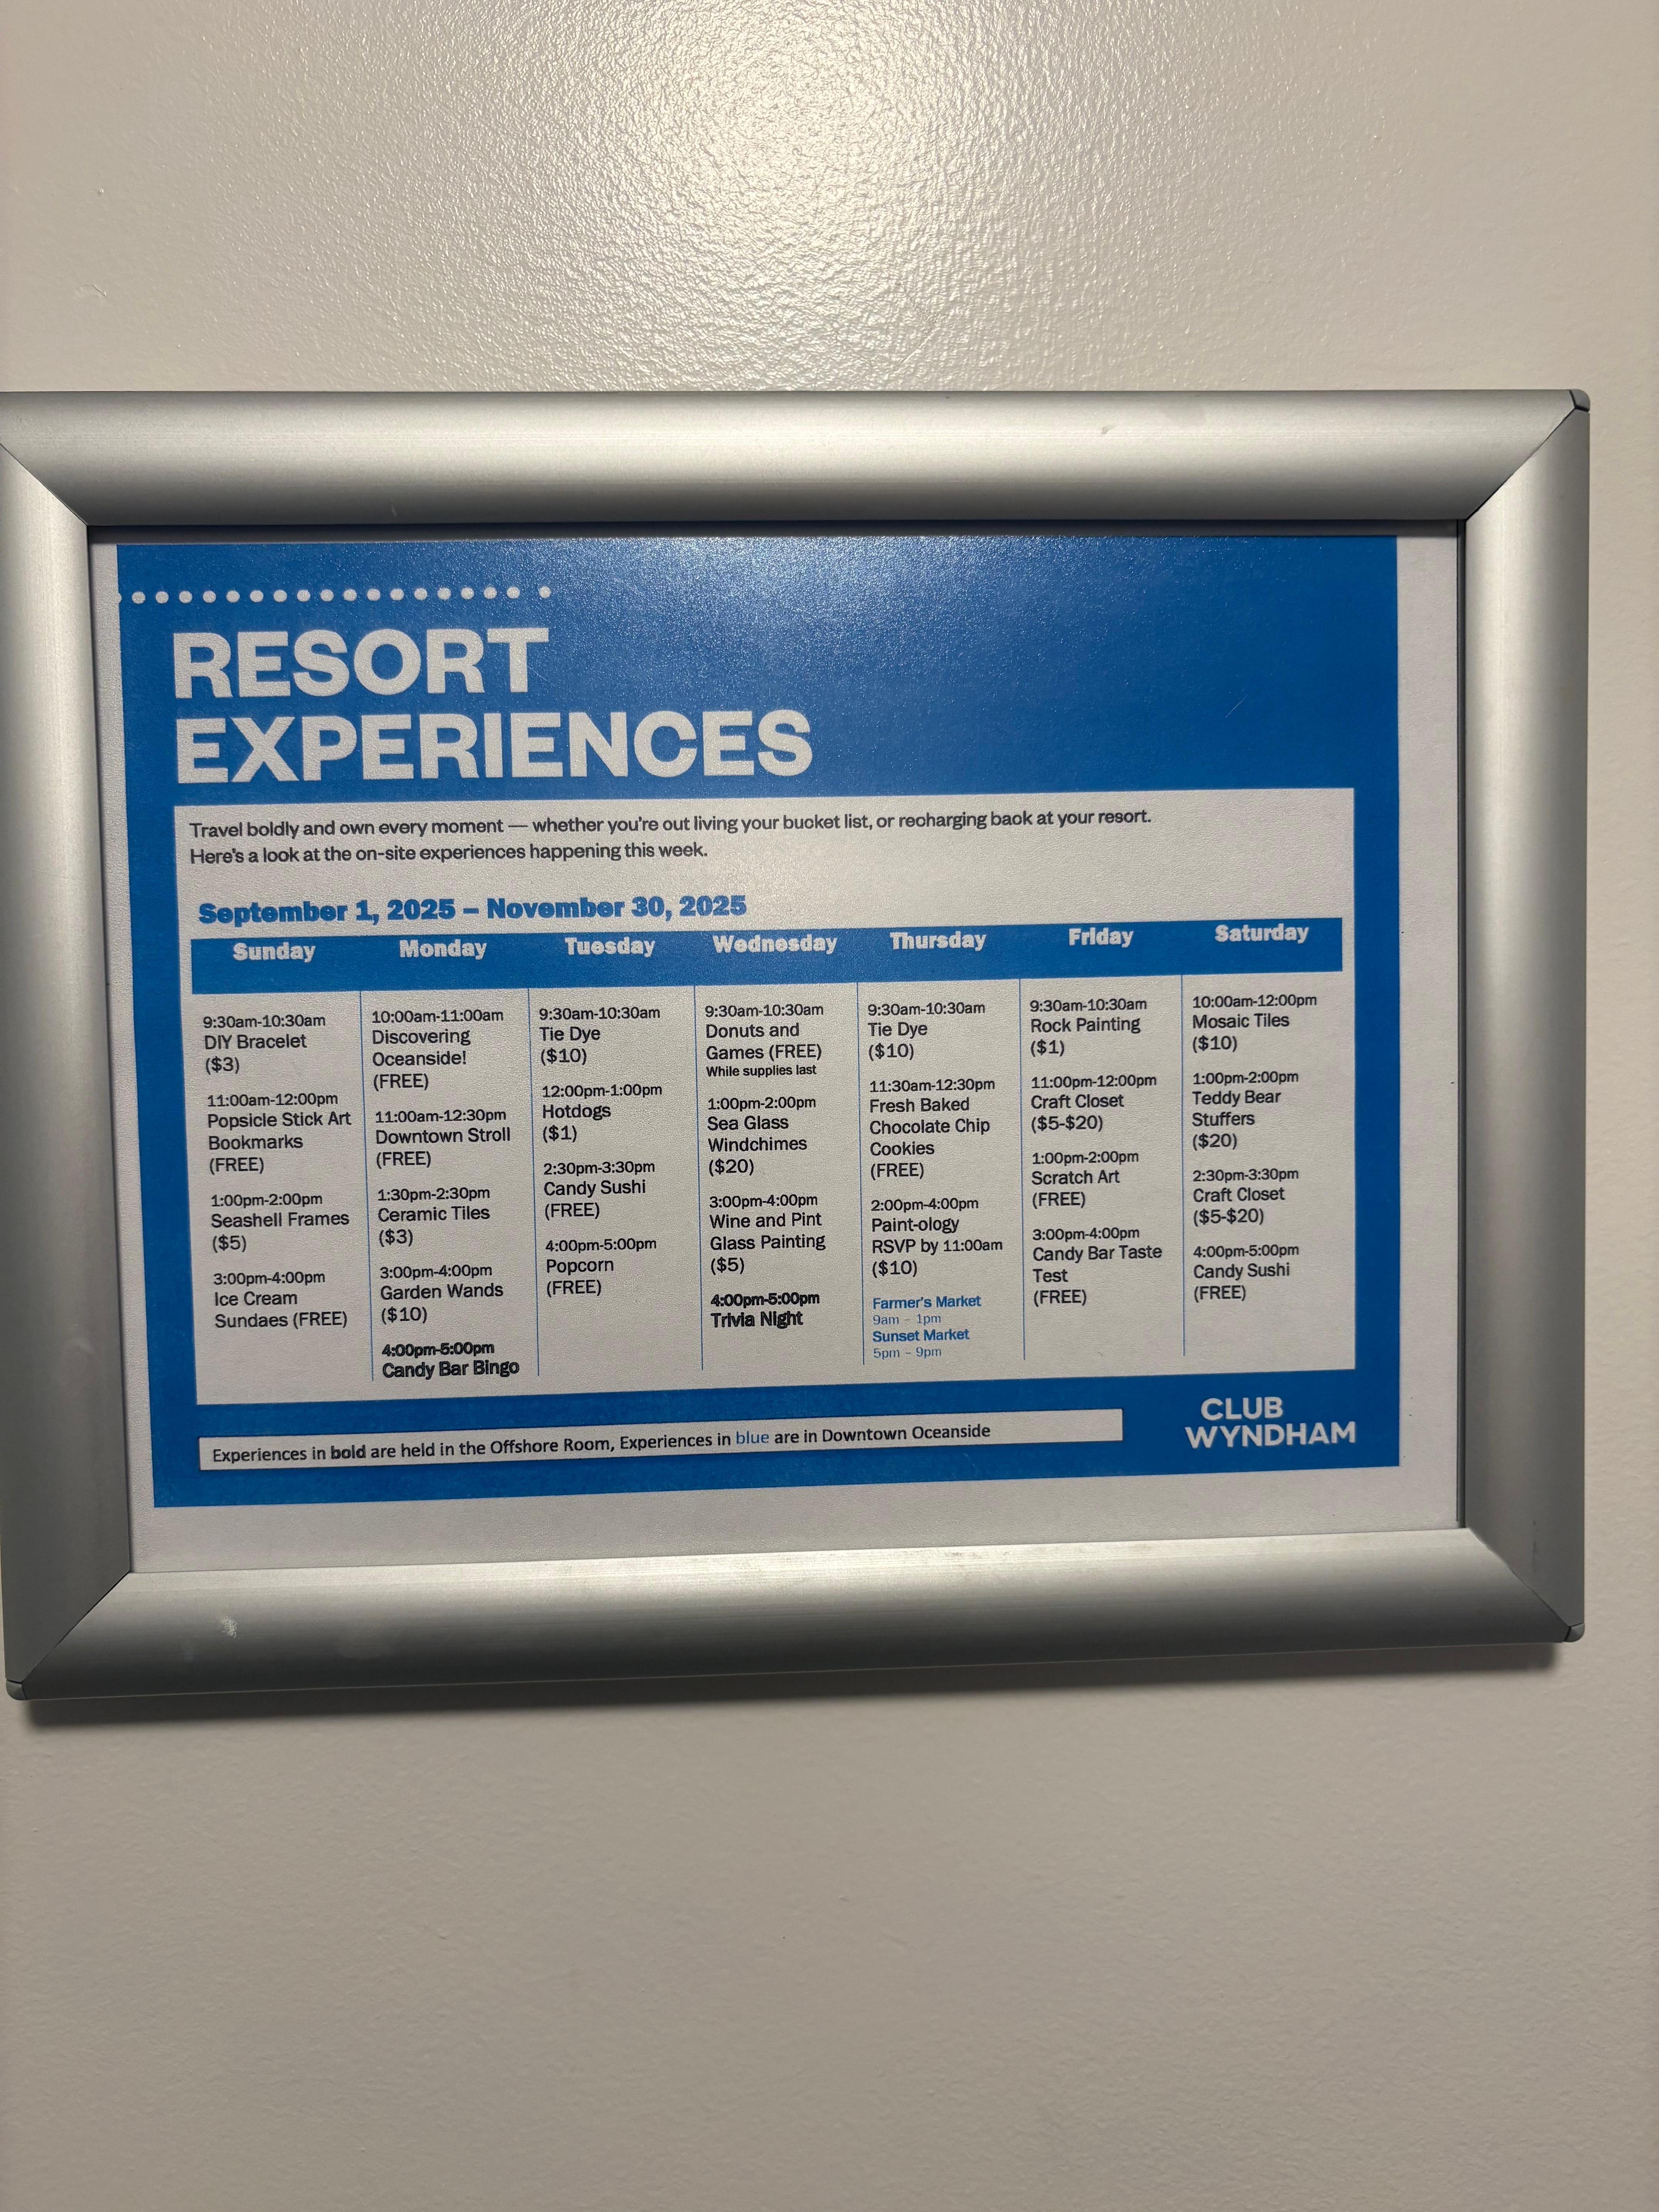 RESORT
EXPERIENCES
Travel boldly and own every moment — whether you're out living your bucket list, or recharging back at your resort.
Here's a look at the on-site experiences happening this week.
September 1, 2025 – November 30, 2025
Sunday
9:30am-10:30am
DIY Bracelet
($3)
11:00am-12:00pm
Popsicle Stick Art
Bookmarks
(FREE)
1:00pm-2:00pm
Seashell Frames
($5)
3:00pm-4:00pm
Ice Cream
Sundaes (FREE)
Monday
10:00am-11:00am
Discovering
Oceanside!
(FREE)
11:00am-12:30pm
Downtown Stroll
(FREE)
1:30pm-2:30pm
Ceramic Tiles
($3)
3:00pm-4:00pm
Garden Wands
($10)
4:00pm-5:00pm
Candy Bar Bingo
Tuesday
9:30am-10:30am
Tie Dye
($10)
12:00pm-1:00pm
Hotdogs
($1)
2:30pm-3:30pm
Candy Sushi
(FREE)
4:00pm-5:00pm
Popcorn
(FREE)
Wednesday
9:30am-10:30am
Donuts and
Games (FREE)
While supplies last
1:00pm-2:00pm
Sea Glass
Windchimes
($20)
3:00pm-4:00pm
Wine and Pint
Glass Painting
($5)
4:00pm-5:00pm
Trivia Night
Thursday
9:30am-10:30am
Tie Dye
($10)
11:30am-12:30pm
Fresh Baked
Chocolate Chip
Cookies
(FREE)
2:00pm-4:00pm
Paint-ology
RSVP by 11:00am
($10)
Farmer's Market
9am – 1pm
Sunset Market
5pm – 9pm
Friday
9:30am-10:30am
Rock Painting
($1)
11:00pm-12:00pm
Craft Closet
($5-$20)
1:00pm-2:00pm
Scratch Art
(FREE)
3:00pm-4:00pm
Candy Bar Taste
Test
(FREE)
Saturday
10:00am-12:00pm
Mosaic Tiles
($10)
1:00pm-2:00pm
Teddy Bear
Stuffers
($20)
2:30pm-3:30pm
Craft Closet
($5-$20)
4:00pm-5:00pm
Candy Sushi
(FREE)
Experiences in bold are held in the Offshore Room, Experiences in blue are in Downtown Oceanside
CLUB
WYNDHAM